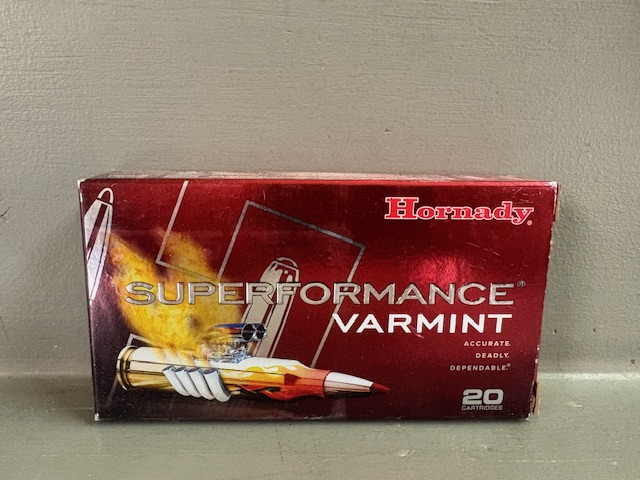 Hornady®
SUPERFORMANCE®
VARMINT
ACCURATE.
DEADLY.
DEPENDABLE.®
20
CARTRIDGES